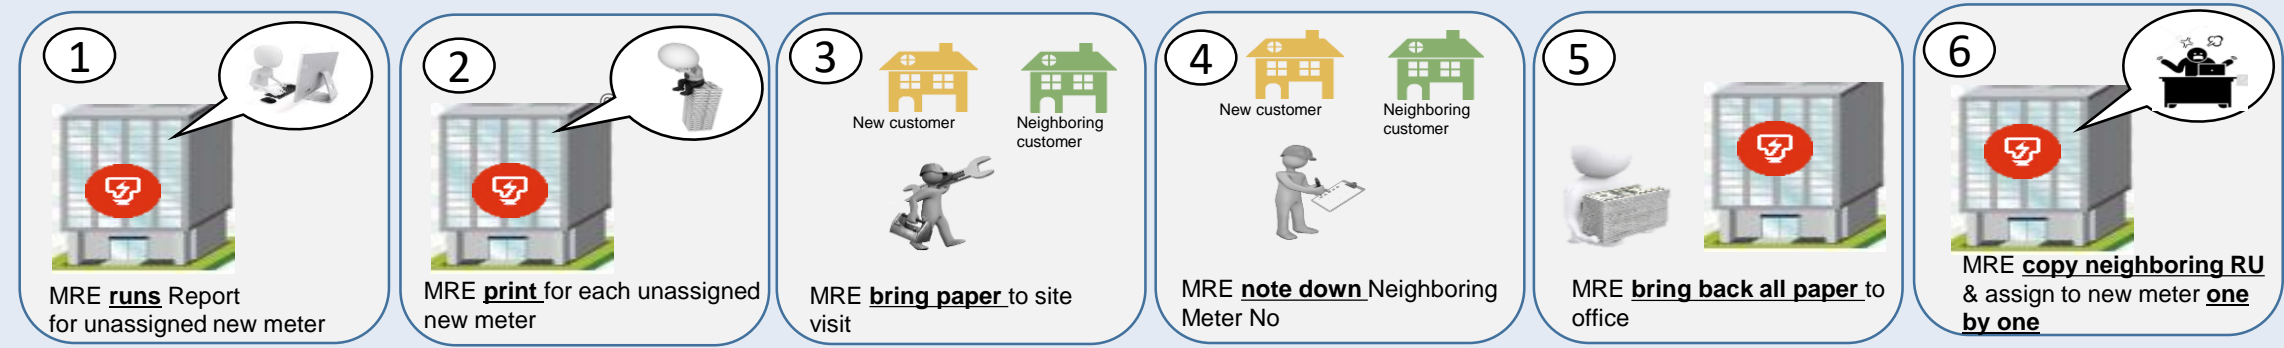 1
MRE runs Report
for unassigned new meter
2
MRE print for each unassigned
new meter
3
New customer
Neighboring
customer
MRE bring paper to site
visit
4
New customer
Neighboring
customer
MRE note down Neighboring
Meter No
5
MRE bring back all paper to
office
6
MRE copy neighboring RU
& assign to new meter one
by one